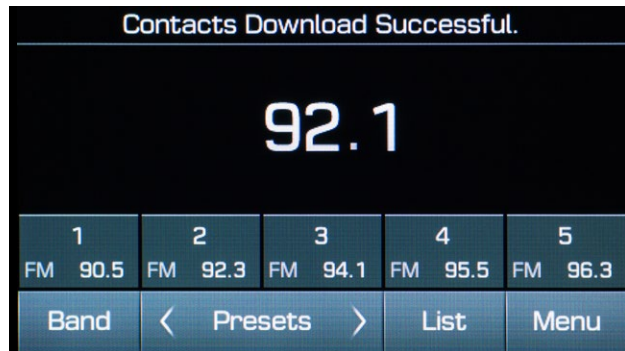 Contacts Download Successful.
92.1
1 2 3 4 5
FM 90.5 FM 92.3 FM 94.1 FM 95.5 FM 96.3
Band < Presets > List Menu